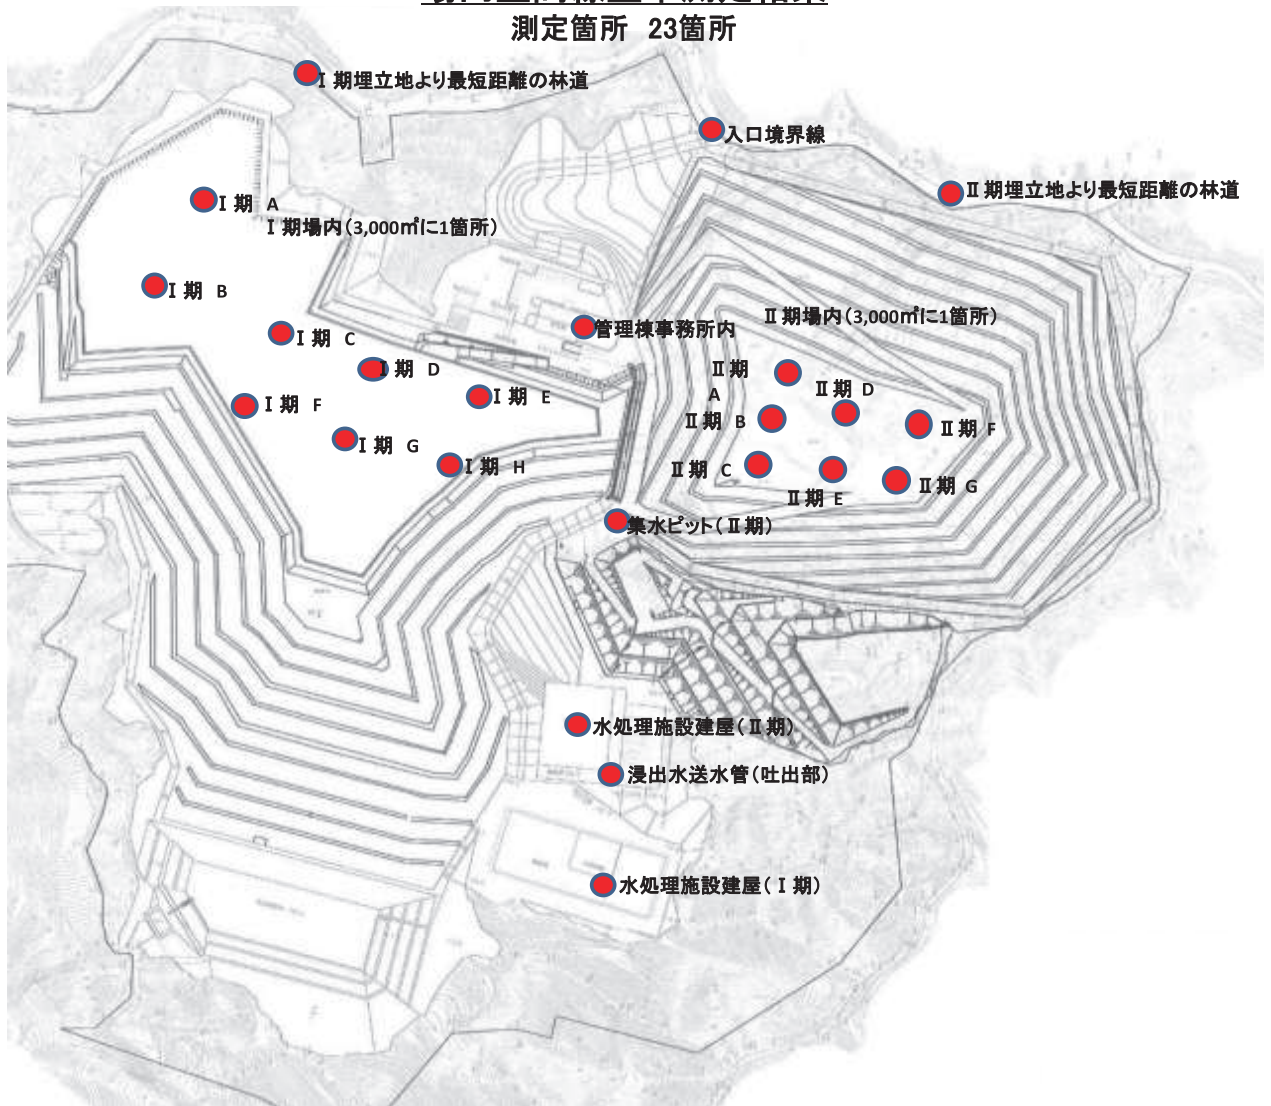 測定箇所 23箇所
Ⅰ期埋立地より最短距離の林道
入口境界線
Ⅱ期埋立地より最短距離の林道
Ⅰ期 A
Ⅰ期場内(3,000㎡に1箇所)
Ⅰ期 B
Ⅰ期 C
管理棟事務所内
Ⅱ期場内(3,000㎡に1箇所)
Ⅰ期 D
Ⅱ期
A
Ⅱ期 D
Ⅰ期 E
Ⅰ期 F
Ⅱ期 B
Ⅱ期 F
Ⅰ期 G
Ⅰ期 H
Ⅱ期 C
Ⅱ期 E
Ⅱ期 G
集水ピット(Ⅱ期)
水処理施設建屋(Ⅱ期)
浸出水送水管(吐出部)
水処理施設建屋(Ⅰ期)